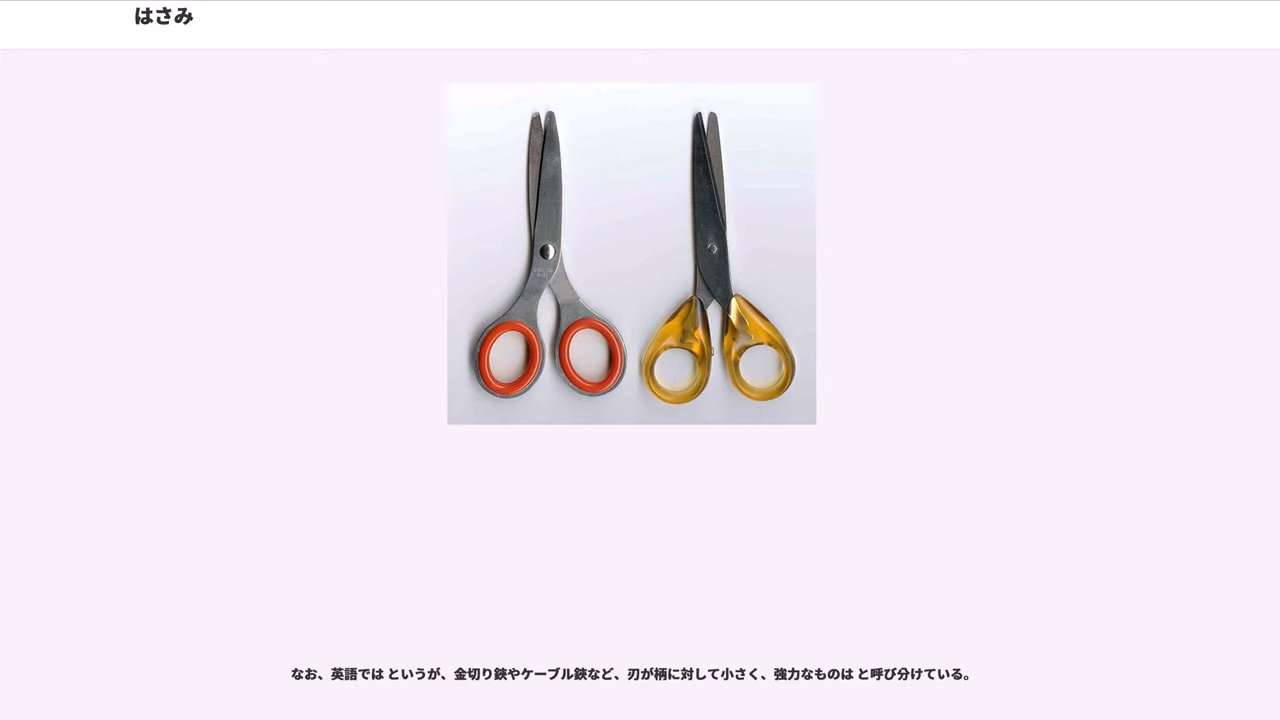 はさみ
なお、英語では というが、金切り鋏やケーブル鋏など、刃が柄に対して小さく、強力なものは と呼び分けている。